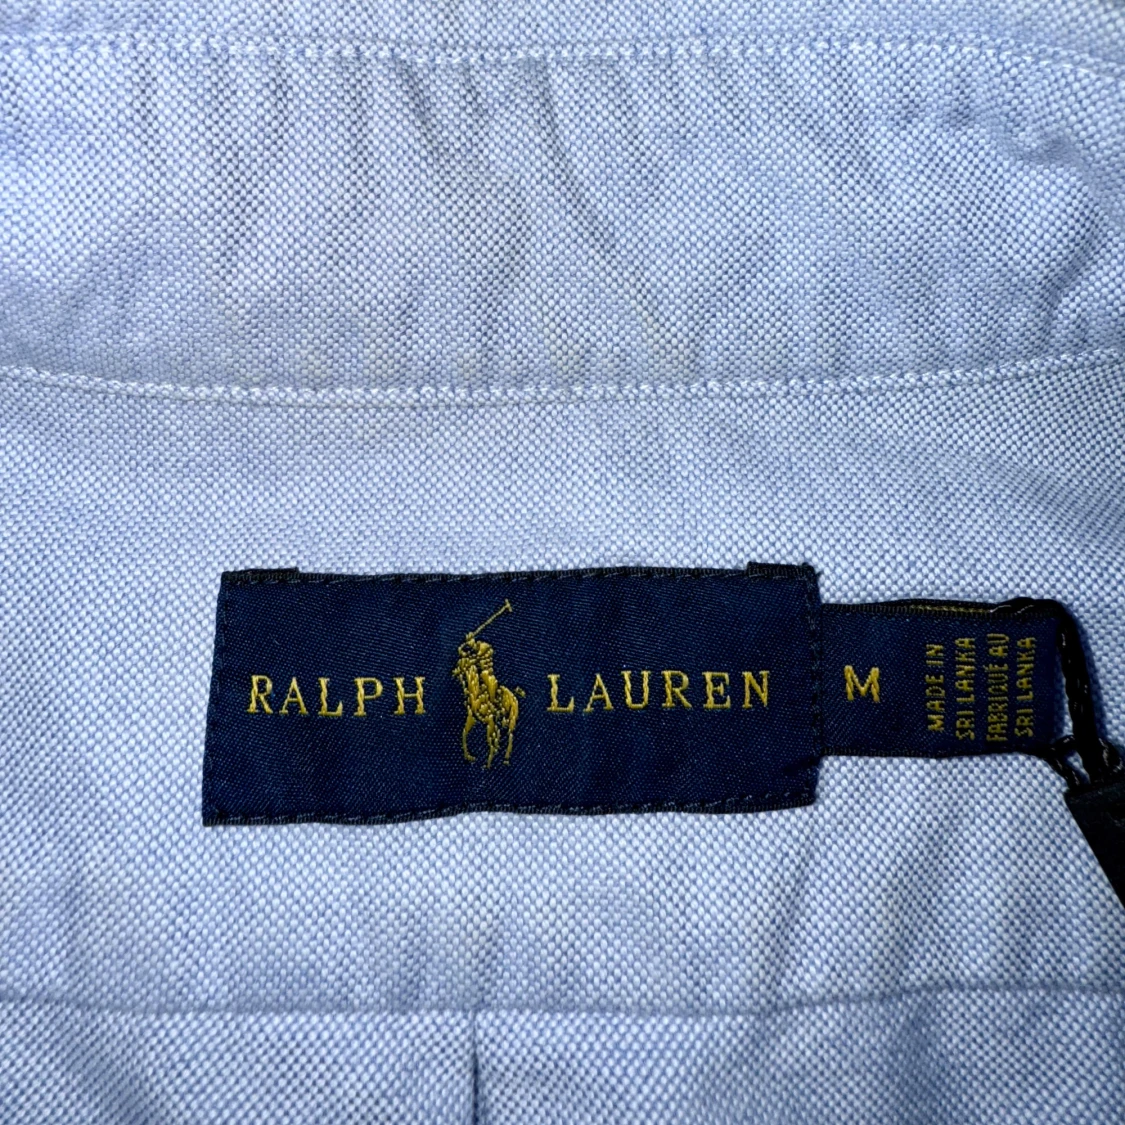 RALPH LAUREN
M
MADE IN
SRI LANKA
FABRIQUÉ AU
SRI LANKA